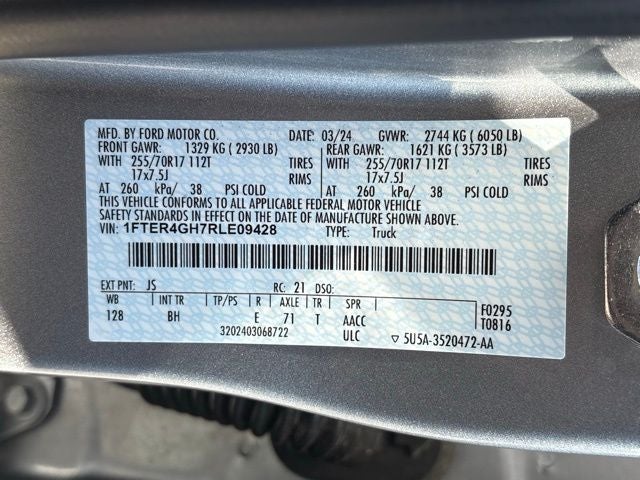 MFD. BY FORD MOTOR CO. DATE: 03/24 GVWR: 2744 KG ( 6050 LB)
FRONT GAWR: 1329 KG ( 2930 LB) REAR GAWR: 1621 KG ( 3573 LB)
WITH 255/70R17 112T TIRES WITH 255/70R17 112T TIRES
17x7.5J RIMS 17x7.5J RIMS
AT 260 kPa/ 38 PSI COLD AT 260 kPa/ 38 PSI COLD
THIS VEHICLE CONFORMS TO ALL APPLICABLE FEDERAL MOTOR VEHICLE
SAFETY STANDARDS IN EFFECT ON THE DATE OF MANUFACTURE SHOWN ABOVE.
VIN: 1FTER4GH7RLE09428 TYPE: Truck
EXT PNT: JS RC: 21 DSO:
WB INT TR TP/PS R AXLE TR SPR F0295
128 BH E 71 T AACC T0816
3202403068722 ULC ▽ 5U5A-3520472-AA